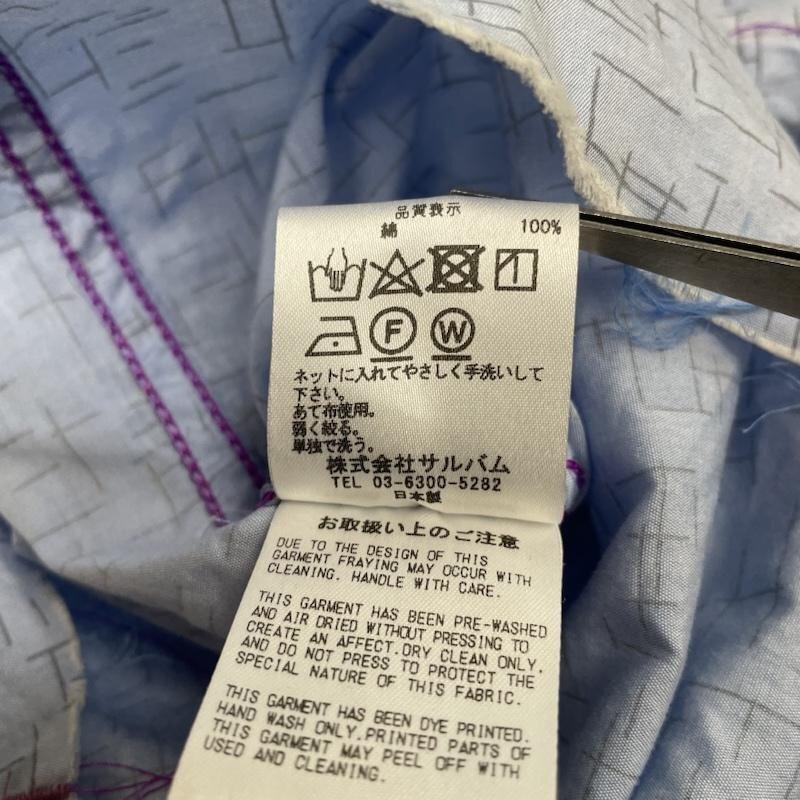 品質表示
綿 100%
F W
ネットに入れてやさしく手洗いして
下さい。
あて布使用。
弱く絞る。
単独で洗う。
株式会社サルバム
TEL 03-6300-5282
日本製
お取扱い上のご注意
DUE TO THE DESIGN OF THIS
GARMENT FRAYING MAY OCCUR WITH
CLEANING. HANDLE WITH CARE.
THIS GARMENT HAS BEEN PRE-WASHED
AND AIR DRIED WITHOUT PRESSING TO
CREATE AN AFFECT.DRY CLEAN ONLY,
AND DO NOT PRESS TO PROTECT THE
SPECIAL NATURE OF THIS FABRIC.
THIS GARMENT HAS BEEN DYE PRINTED.
HAND WASH ONLY.PRINTED PARTS OF
THIS GARMENT MAY PEEL OFF WITH
USED AND CLEANING.